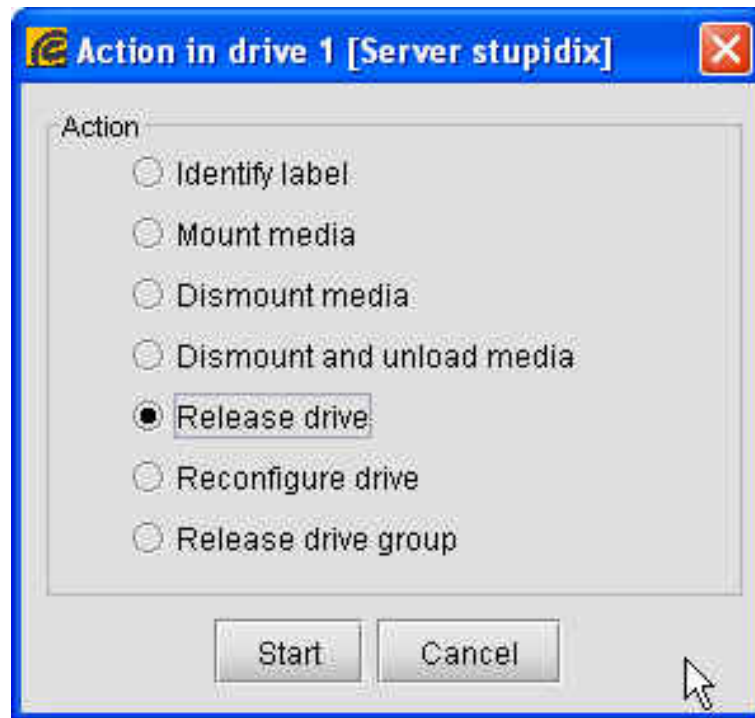 Action in drive 1 [Server stupidix]
Action
Identify label
Mount media
Dismount media
Dismount and unload media
Release drive
Reconfigure drive
Release drive group
Start Cancel